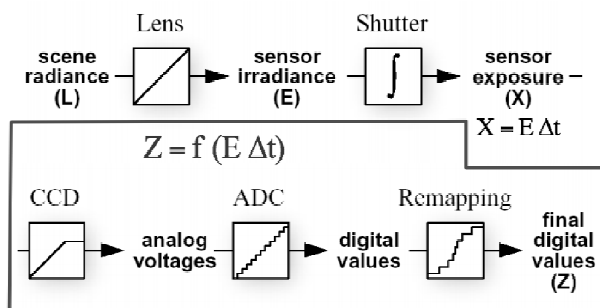 Lens
Shutter
scene
radiance
(L)
sensor
irradiance
(E)
∫
sensor
exposure
(X)
X = E Δt
Z = f (E Δt)
CCD
ADC
Remapping
analog
voltages
digital
values
final
digital
values
(Z)